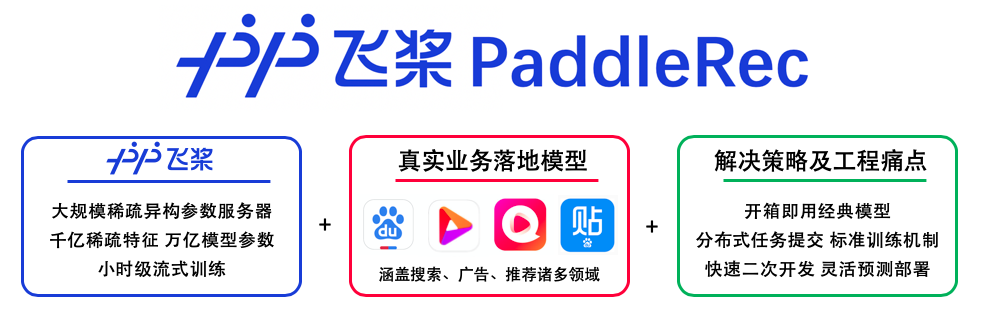 飞桨 PaddleRec
飞桨
大规模稀疏异构参数服务器
千亿稀疏特征 万亿模型参数
小时级流式训练
+
真实业务落地模型
du
贴
涵盖搜索、广告、推荐诸多领域
+
解决策略及工程痛点
开箱即用经典模型
分布式任务提交 标准训练机制
快速二次开发 灵活预测部署